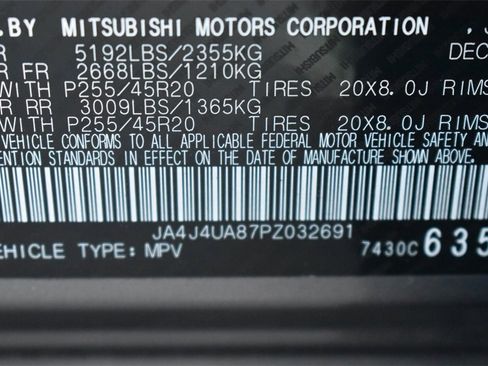 .BY MITSUBISHI MOTORS CORPORATION , J
R 5192LBS/2355KG DEC
R FR 2668LBS/1210KG
WITH P255/45R20 TIRES 20X8.0J RIMS
R RR 3009LBS/1365KG
WITH P255/45R20 TIRES 20X8.0J RIMS
VEHICLE CONFORMS TO ALL APPLICABLE FEDERAL MOTOR VEHICLE SAFETY AN
ENTION STANDARDS IN EFFECT ON THE DATE OF MANUFACTURE SHOWN ABOVE.
JA4J4UA87PZ032691
VEHICLE TYPE: MPV 7430C 635